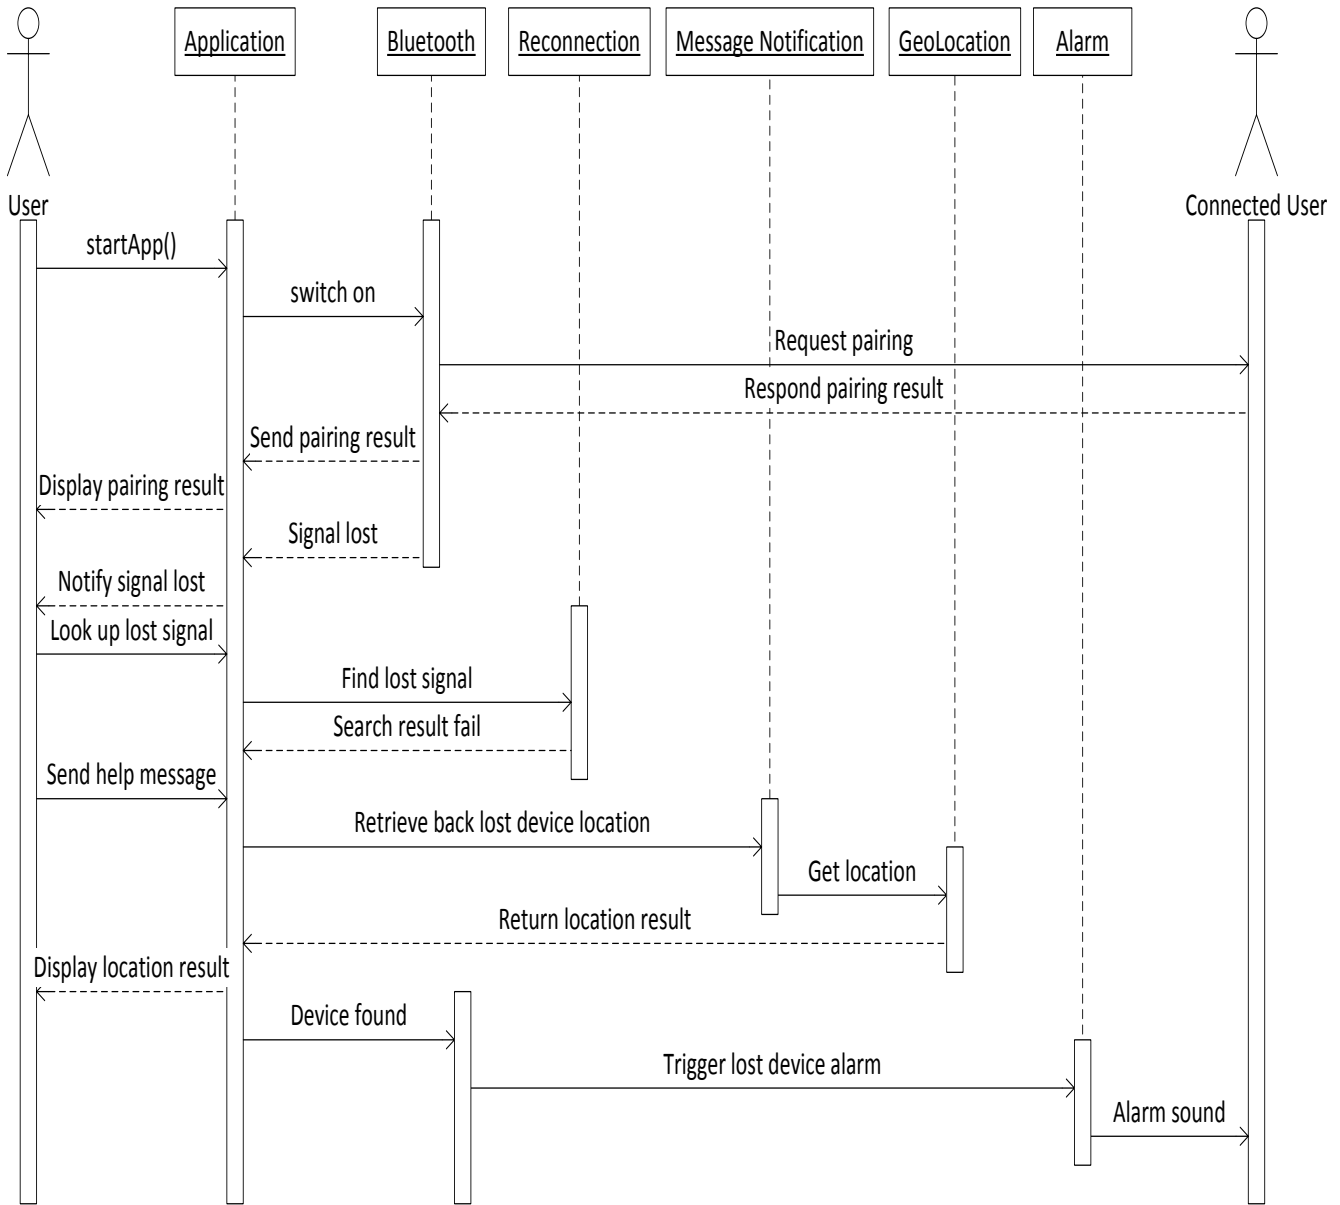 Application
Bluetooth
Reconnection
Message Notification
GeoLocation
Alarm
User
Connected User
startApp()
switch on
Request pairing
Respond pairing result
Send pairing result
Display pairing result
Signal lost
Notify signal lost
Look up lost signal
Find lost signal
Search result fail
Send help message
Retrieve back lost device location
Get location
Return location result
Display location result
Device found
Trigger lost device alarm
Alarm sound